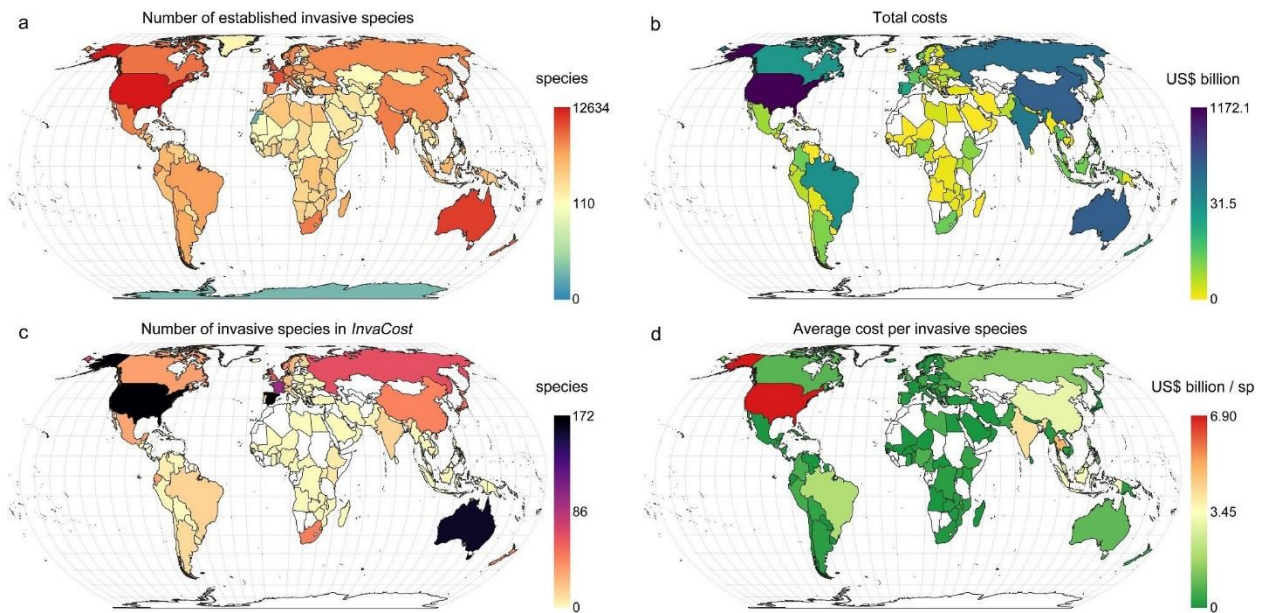 a
Number of established invasive species
species
12634
110
0
b
Total costs
US$ billion
1172.1
31.5
0
c
Number of invasive species in InvaCost
species
172
86
0
d
Average cost per invasive species
US$ billion / sp
6.90
3.45
0